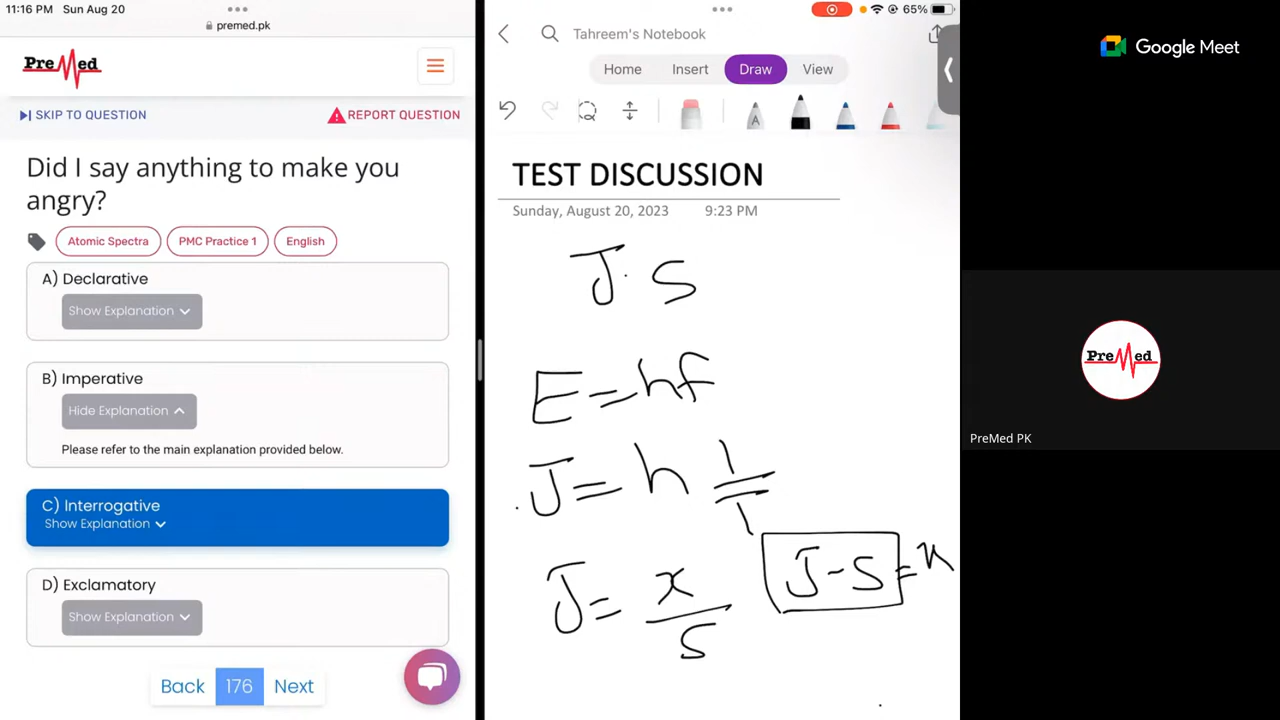 11:16 PM Sun Aug 20
premed.pk
PreMed
SKIP TO QUESTION
REPORT QUESTION
Did I say anything to make you
angry?
Atomic Spectra
PMC Practice 1
English
A) Declarative
Show Explanation
B) Imperative
Hide Explanation
Please refer to the main explanation provided below.
C) Interrogative
Show Explanation
D) Exclamatory
Show Explanation
Back 176 Next
65%
Tahreem's Notebook
Home Insert Draw View
A
TEST DISCUSSION
Sunday, August 20, 2023 9:23 PM
J. S
E = hf
J = h
J = x/s
J-S = x
Google Meet
PreMed
PreMed PK